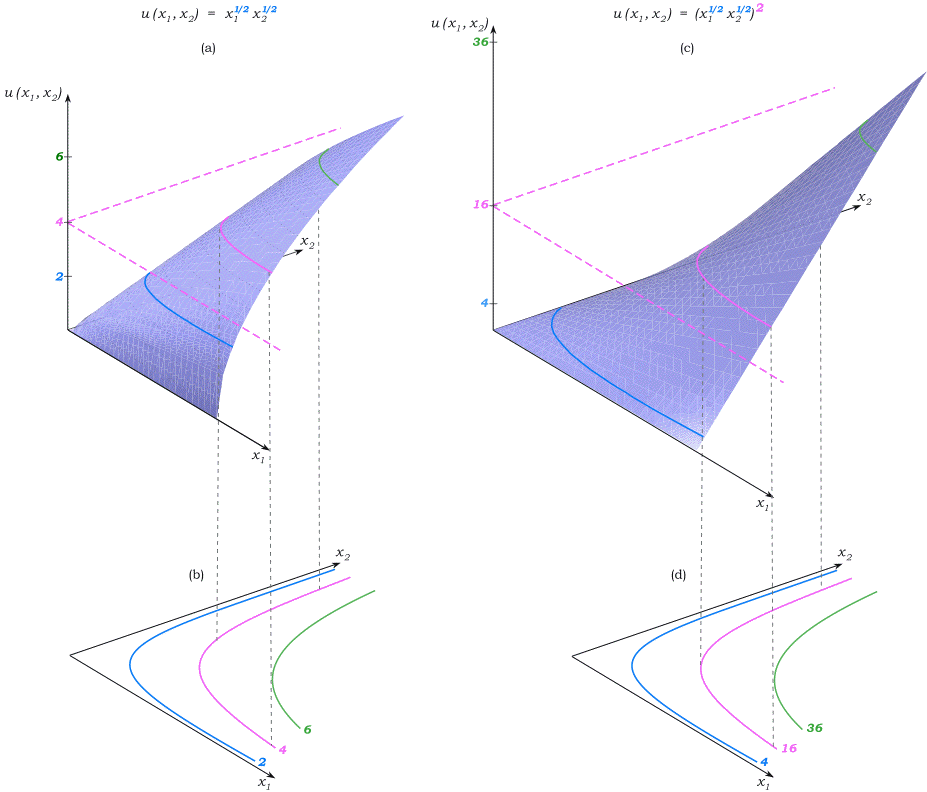 u (x₁, x₂) = x₁^1/2 x₂^1/2
(a)
u (x₁, x₂)
6
4
2
x₂
x₁
(b)
x₂
6
4
2
x₁
u (x₁, x₂) = (x₁^1/2 x₂^1/2)^2
(c)
u (x₁, x₂)
36
16
4
x₂
x₁
(d)
x₂
36
16
4
x₁